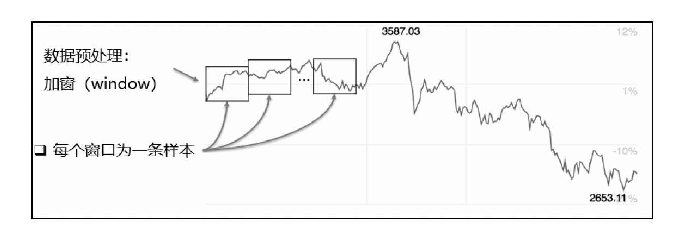 3587.03
12%
数据预处理：
加窗（window）
...
1%
❑ 每个窗口为一条样本
-10%
2653.11